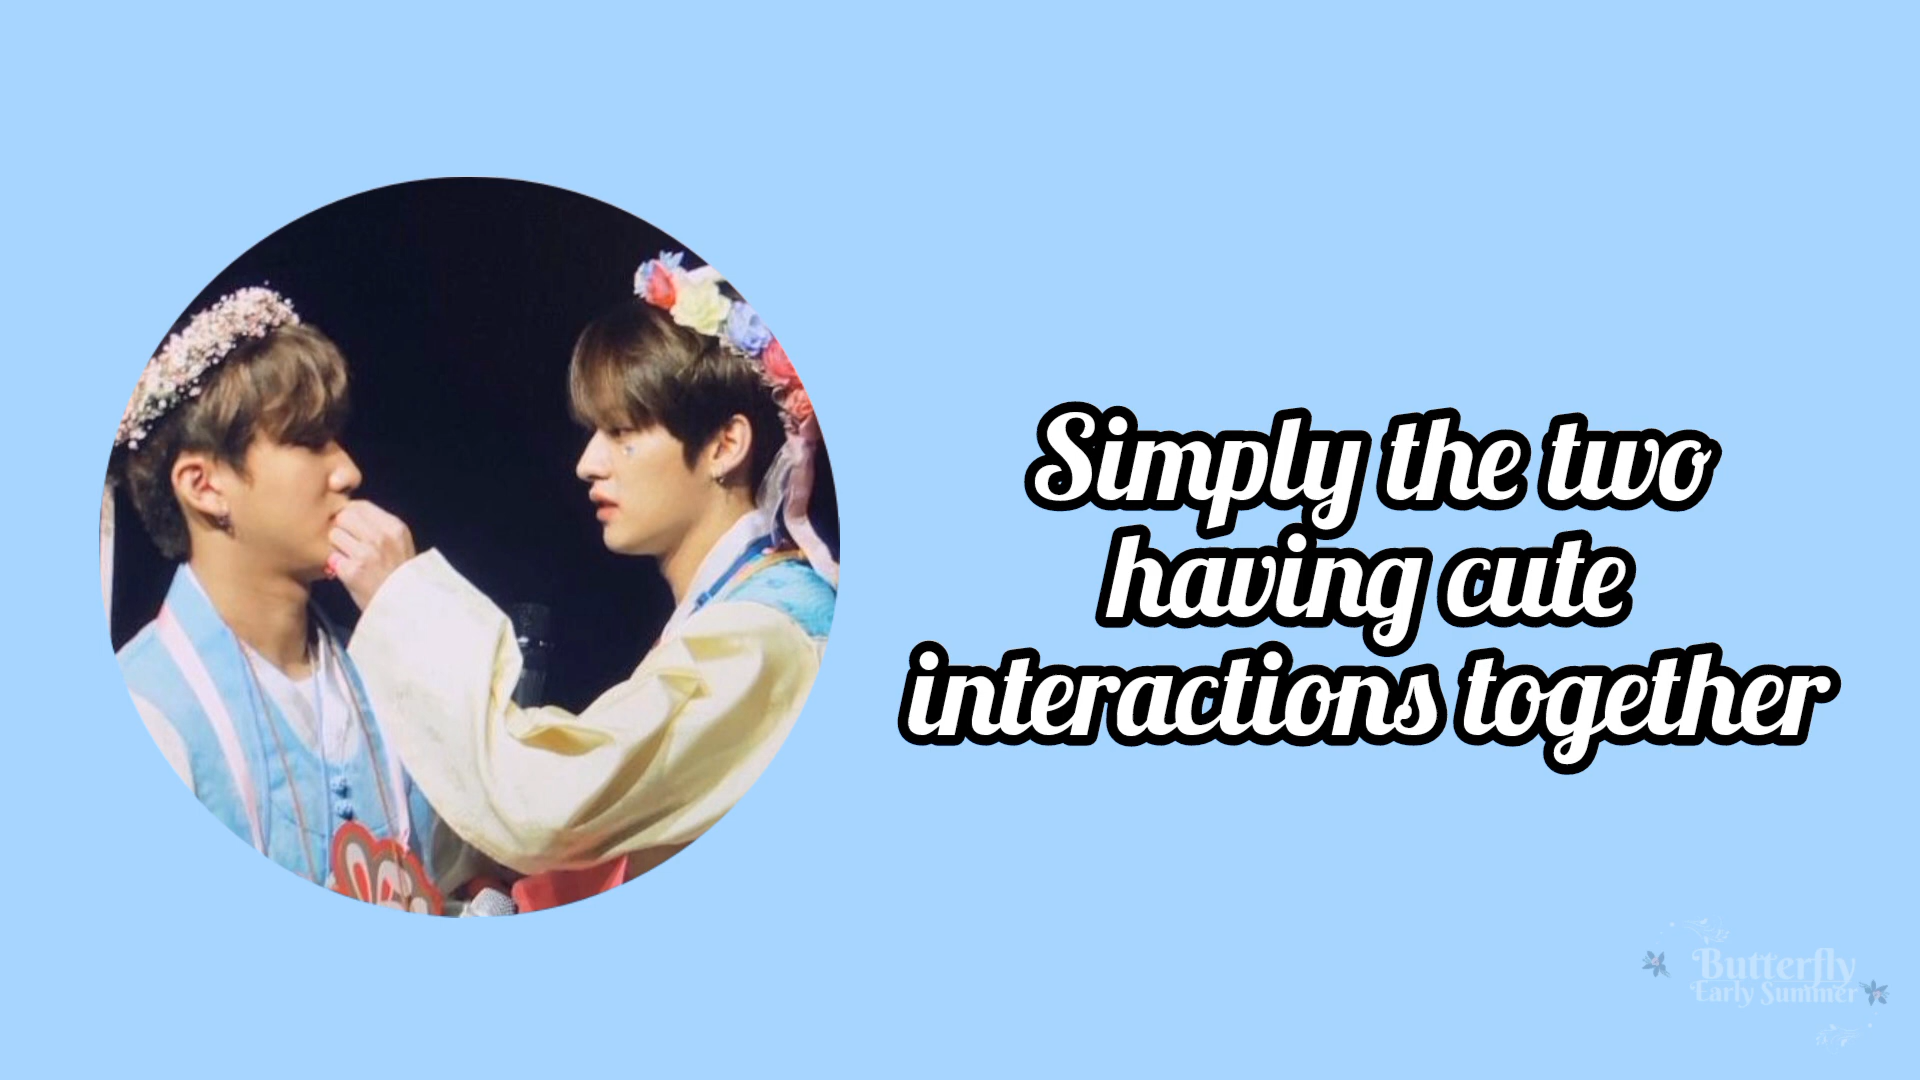 Simply the two
having cute
interactions together
Butterfly
Early Summer